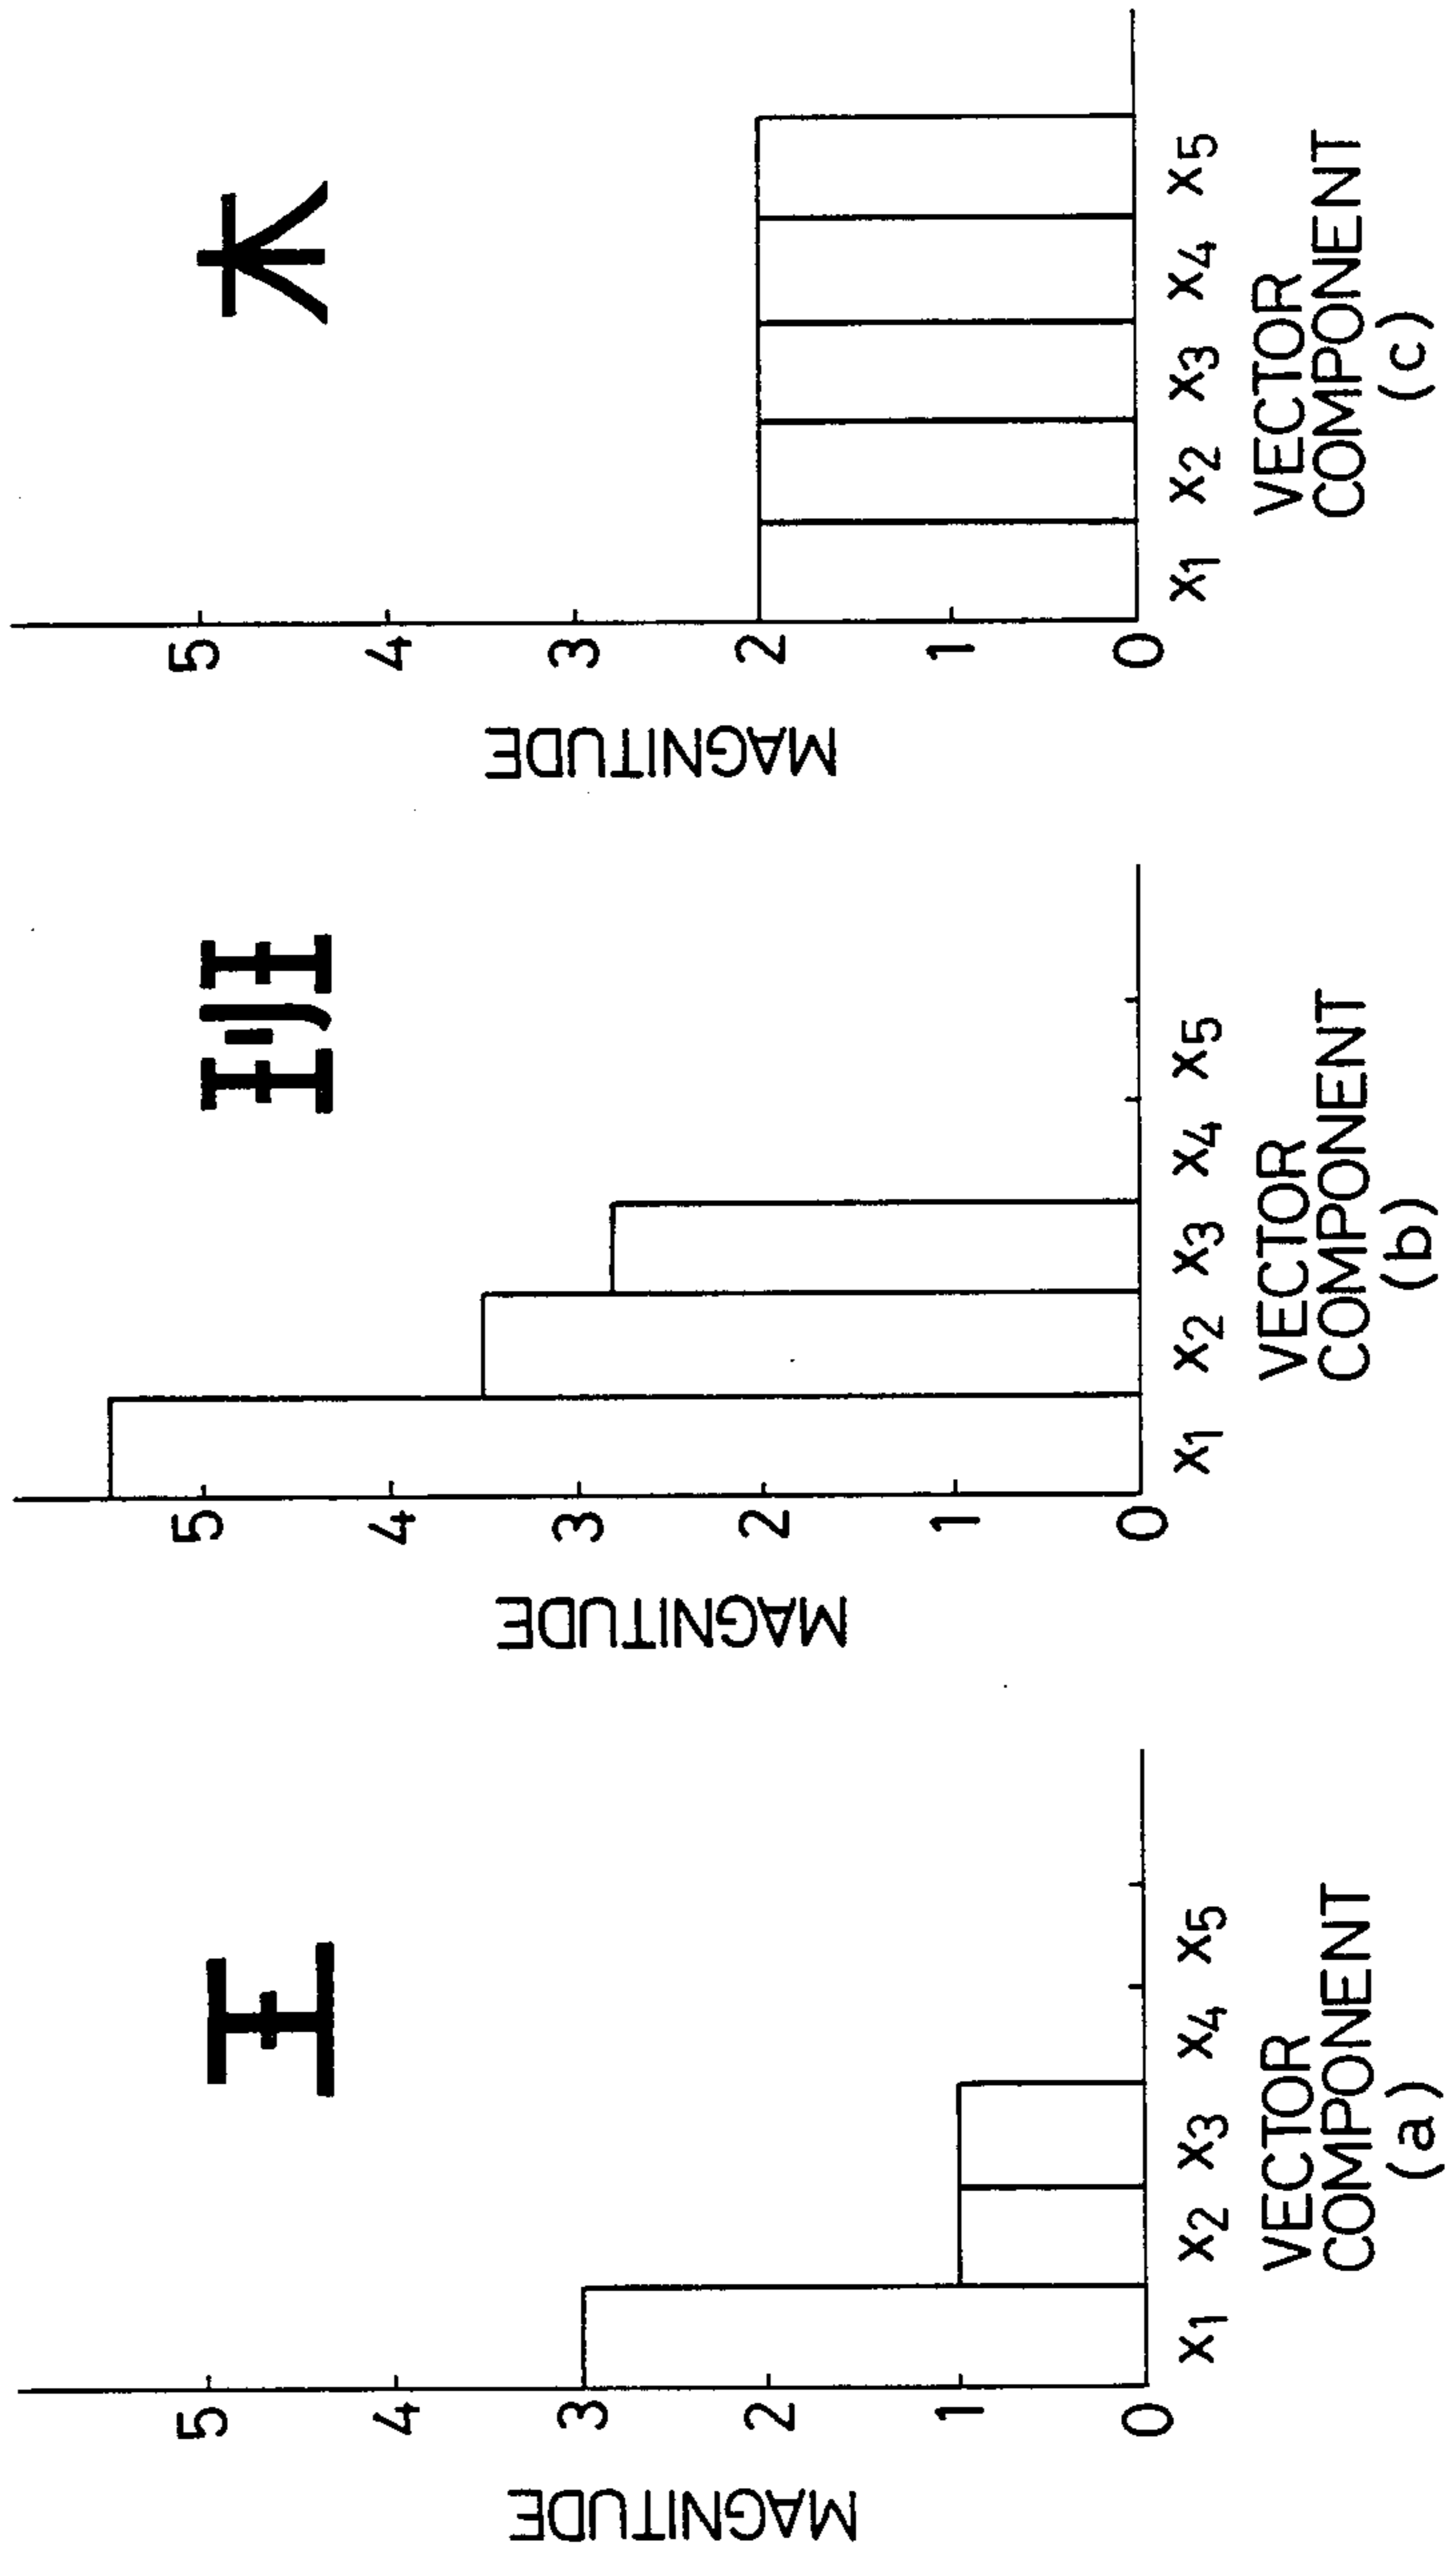 MAGNITUDE
5
4
3
2
1
0
王
X1 X2 X3 X4 X5
VECTOR
COMPONENT
(a)
MAGNITUDE
5
4
3
2
1
0
班
X1 X2 X3 X4 X5
VECTOR
COMPONENT
(b)
MAGNITUDE
5
4
3
2
1
0
木
X1 X2 X3 X4 X5
VECTOR
COMPONENT
(c)